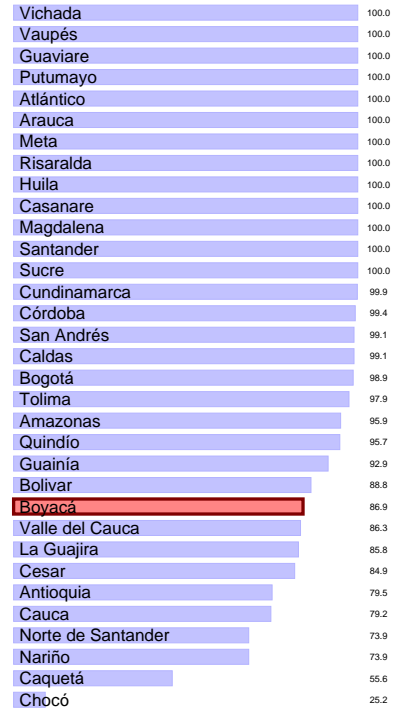 Vichada 100.0
Vaupés 100.0
Guaviare 100.0
Putumayo 100.0
Atlántico 100.0
Arauca 100.0
Meta 100.0
Risaralda 100.0
Huila 100.0
Casanare 100.0
Magdalena 100.0
Santander 100.0
Sucre 100.0
Cundinamarca 99.9
Córdoba 99.4
San Andrés 99.1
Caldas 99.1
Bogotá 98.9
Tolima 97.9
Amazonas 95.9
Quindío 95.7
Guainía 92.9
Bolivar 88.8
Boyacá 86.9
Valle del Cauca 86.3
La Guajira 85.8
Cesar 84.9
Antioquia 79.5
Cauca 79.2
Norte de Santander 73.9
Nariño 73.9
Caquetá 55.6
Chocó 25.2